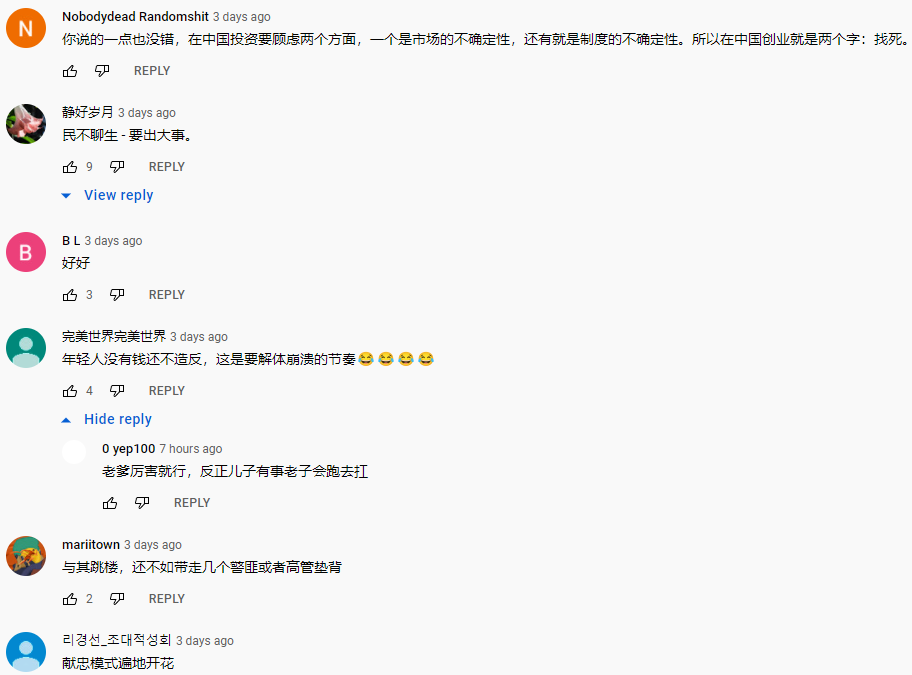 N
Nobodydead Randomshit 3 days ago
你说的一点也没错，在中国投资要顾虑两个方面，一个是市场的不确定性，还有就是制度的不确定性。所以在中国创业就是两个字：找死。
REPLY
静好岁月 3 days ago
民不聊生 - 要出大事。
9 REPLY
View reply
B
B L 3 days ago
好好
3 REPLY
完美世界完美世界 3 days ago
年轻人没有钱还不造反，这是要解体崩溃的节奏😂😂😂😂
4 REPLY
Hide reply
0 yep100 7 hours ago
老爹厉害就行，反正儿子有事老子会跑去扛
REPLY
mariitown 3 days ago
与其跳楼，还不如带走几个警匪或者高管垫背
2 REPLY
리경선_조대적성회 3 days ago
献忠模式遍地开花